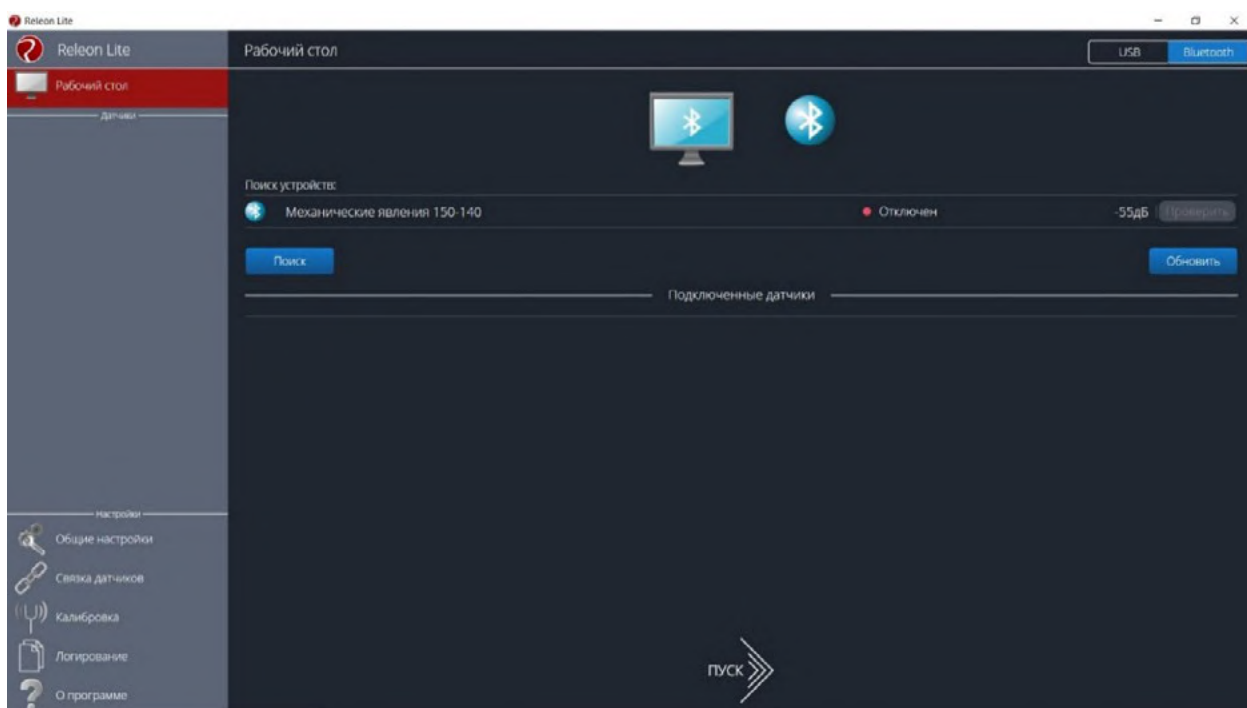 Releon Lite
Releon Lite
Рабочий стол
USB
Bluetooth
Рабочий стол
Датчики
Поиск устройств:
Механические явления 150-140
Отключен
-55дБ
Проверить
Поиск
Обновить
Подключенные датчики
Настройки
Общие настройки
Связка датчиков
Калибровка
Логирование
О программе
ПУСК